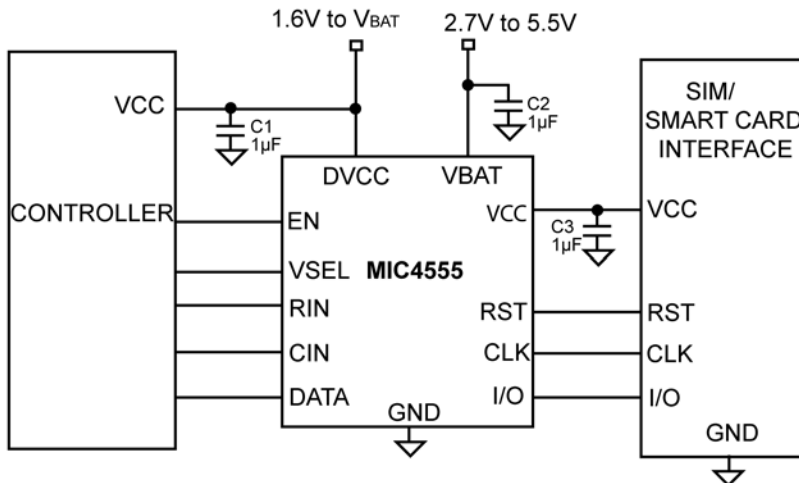 1.6V to VBAT
2.7V to 5.5V
VCC
C1
1µF
C2
1µF
SIM/
SMART CARD
INTERFACE
DVCC
VBAT
CONTROLLER
EN
VCC
C3
1µF
VCC
VSEL
MIC4555
RIN
RST
RST
CIN
CLK
CLK
DATA
I/O
I/O
GND
GND